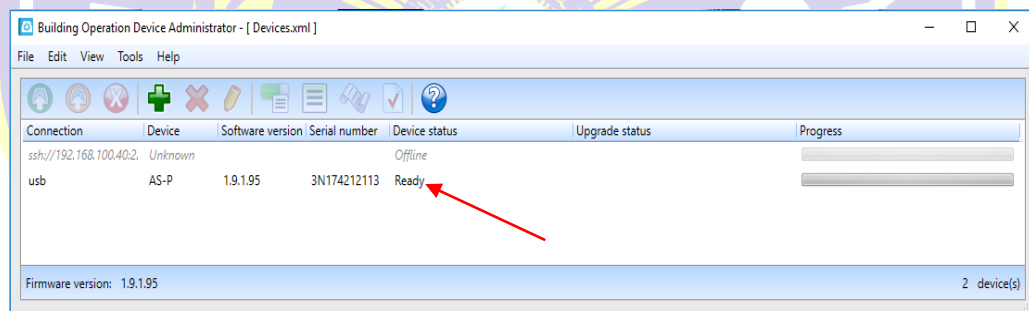 Building Operation Device Administrator - [ Devices.xml ]
File Edit View Tools Help
Connection Device Software version Serial number Device status Upgrade status Progress
ssh://192.168.100.40:2. Unknown Offline
usb AS-P 1.9.1.95 3N174212113 Ready
Firmware version: 1.9.1.95 2 device(s)